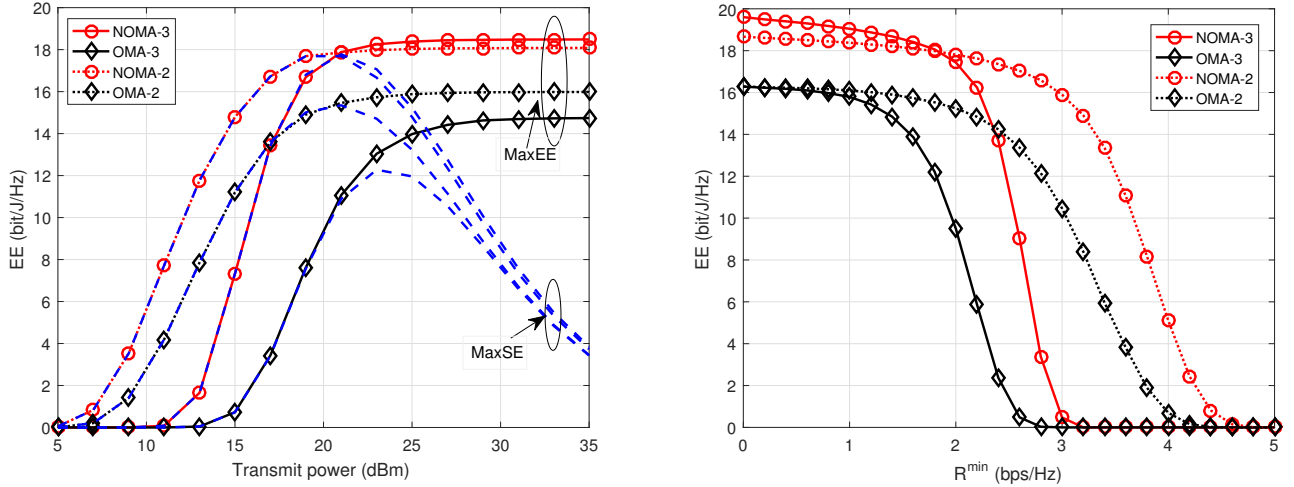 EE (bit/J/Hz)
20
18
16
14
12
10
8
6
4
2
0
NOMA-3
OMA-3
NOMA-2
OMA-2
MaxEE
MaxSE
5 10 15 20 25 30 35
Transmit power (dBm)
EE (bit/J/Hz)
20
18
16
14
12
10
8
6
4
2
0
NOMA-3
OMA-3
NOMA-2
OMA-2
0 1 2 3 4 5
R^min (bps/Hz)